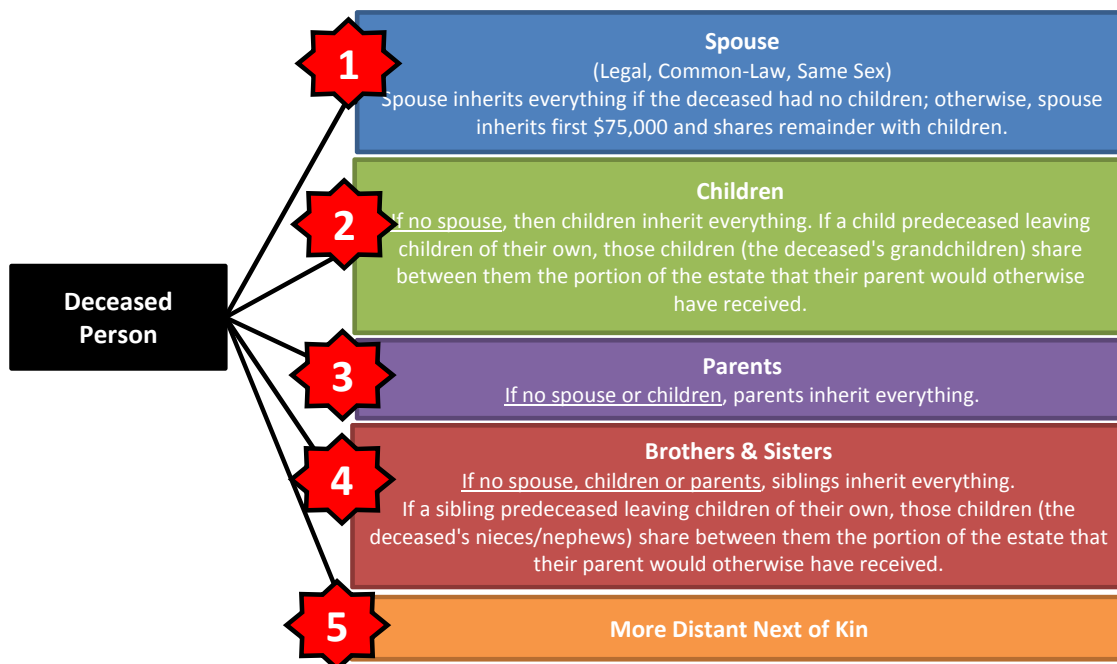 1
Spouse
(Legal, Common-Law, Same Sex)
Spouse inherits everything if the deceased had no children; otherwise, spouse
inherits first $75,000 and shares remainder with children.
2
Children
If no spouse, then children inherit everything. If a child predeceased leaving
children of their own, those children (the deceased's grandchildren) share
between them the portion of the estate that their parent would otherwise
have received.
Deceased
Person
3
Parents
If no spouse or children, parents inherit everything.
4
Brothers & Sisters
If no spouse, children or parents, siblings inherit everything.
If a sibling predeceased leaving children of their own, those children (the
deceased's nieces/nephews) share between them the portion of the estate that
their parent would otherwise have received.
5
More Distant Next of Kin